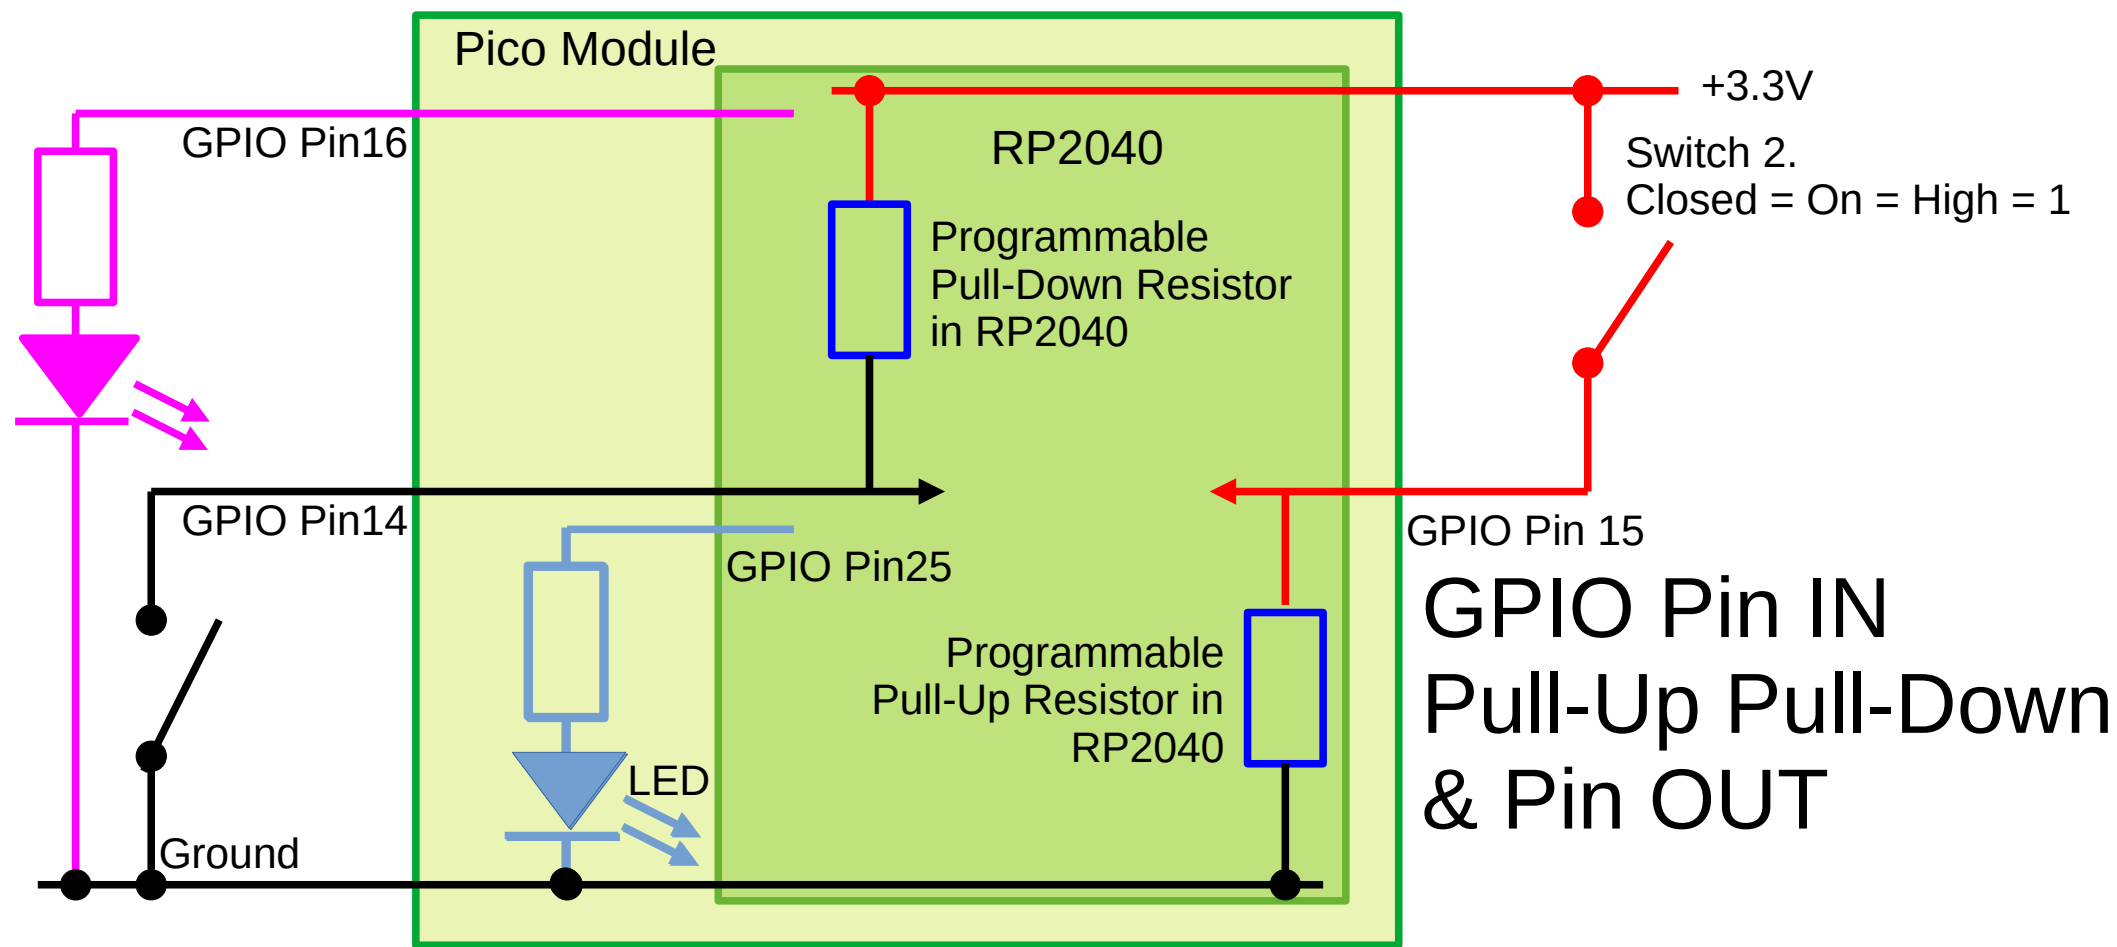 Pico Module
+3.3V
GPIO Pin16
RP2040
Switch 2.
Closed = On = High = 1
Programmable
Pull-Down Resistor
in RP2040
GPIO Pin14
GPIO Pin 15
GPIO Pin25
GPIO Pin IN
Pull-Up Pull-Down
& Pin OUT
Programmable
Pull-Up Resistor in
RP2040
LED
Ground